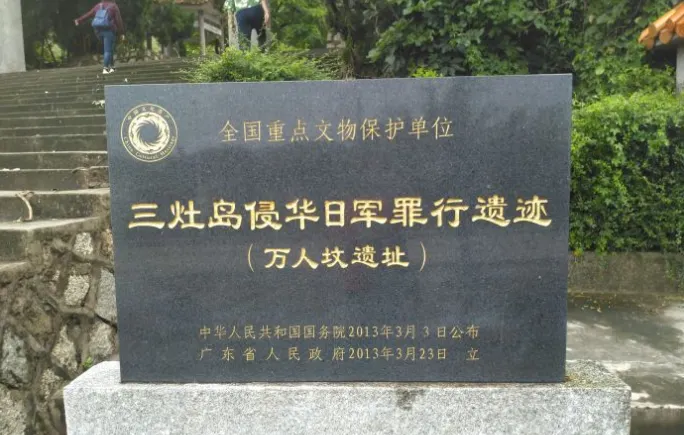 全国重点文物保护单位
三灶岛侵华日军罪行遗迹
（万人坟遗址）
中华人民共和国国务院2013年3月3日公布
广东省人民政府2013年3月23日 立